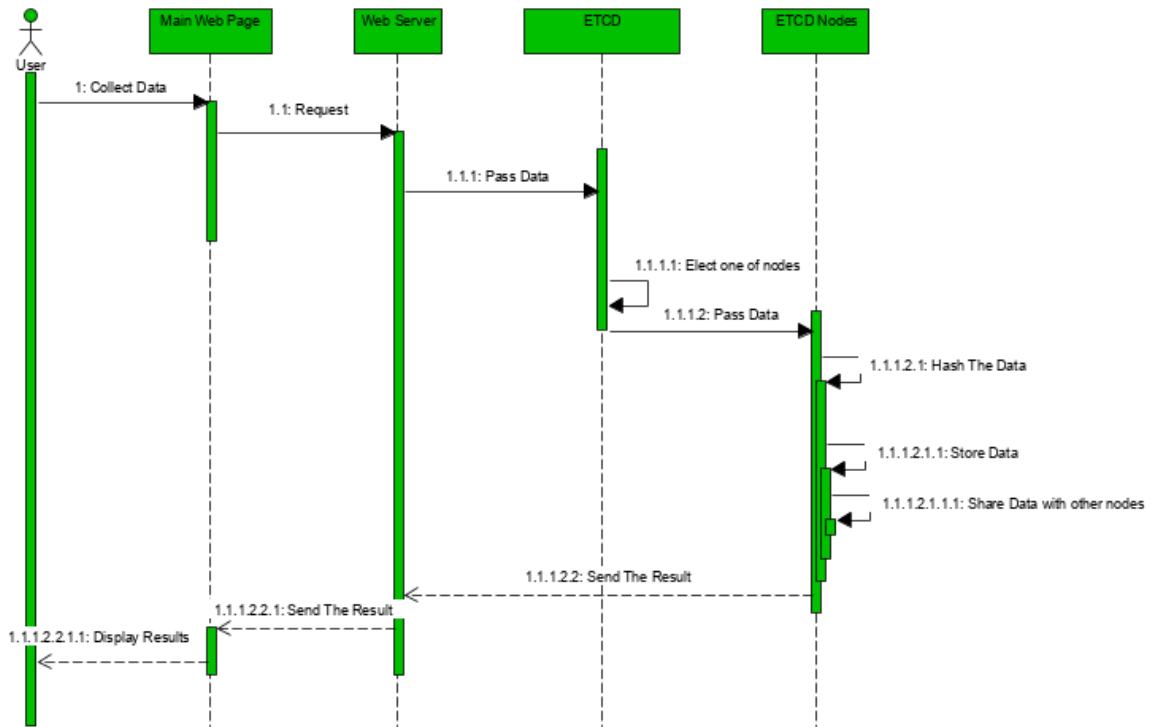 Main Web Page
Web Server
ETCD
ETCD Nodes
User
1: Collect Data
1.1: Request
1.1.1: Pass Data
1.1.1.1: Elect one of nodes
1.1.1.2: Pass Data
1.1.1.2.1: Hash The Data
1.1.1.2.1.1: Store Data
1.1.1.2.1.1.1: Share Data with other nodes
1.1.1.2.2: Send The Result
1.1.1.2.2.1: Send The Result
1.1.1.2.2.1.1: Display Results